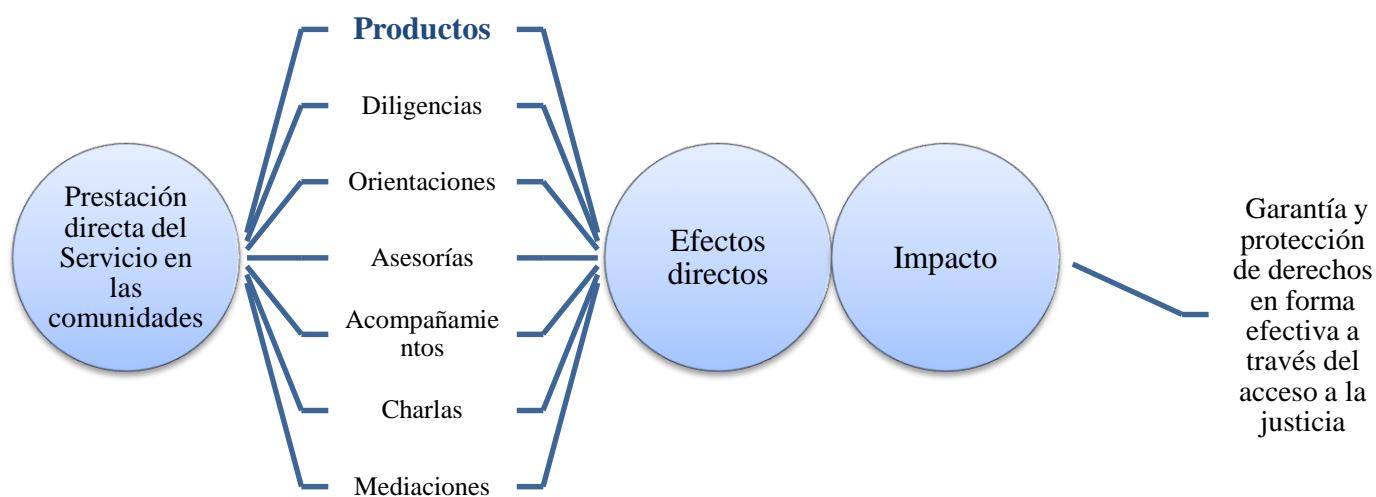 Prestación
directa del
Servicio en
las
comunidades
Productos
Diligencias
Orientaciones
Asesorías
Acompañamie
ntos
Charlas
Mediaciones
Efectos
directos
Impacto
Garantía y
protección
de derechos
en forma
efectiva a
través del
acceso a la
justicia